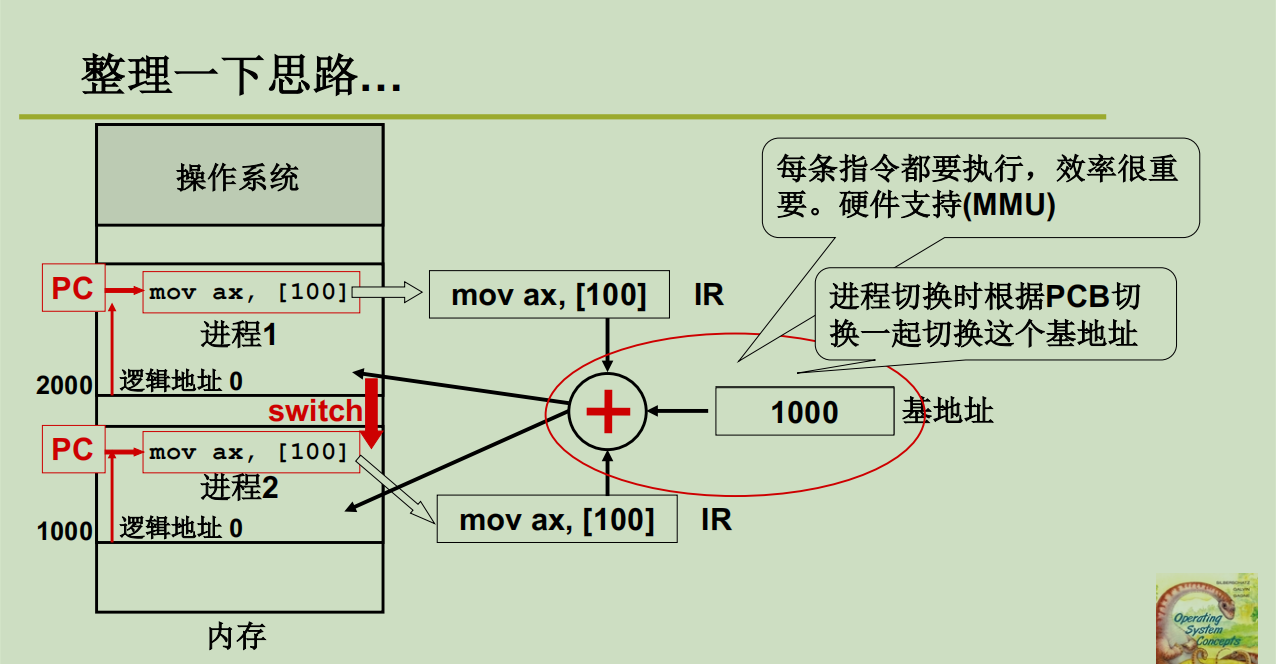 整理一下思路…
操作系统
每条指令都要执行，效率很重
要。硬件支持(MMU)
PC
mov ax, [100]
mov ax, [100]
IR
进程切换时根据PCB切
换一起切换这个基地址
进程1
2000
逻辑地址 0
switch
+
1000
基地址
PC
mov ax, [100]
进程2
mov ax, [100]
IR
1000
逻辑地址 0
内存
SILBERSCHATZ
GALVIN
GAGNE
Operating
System
Concepts